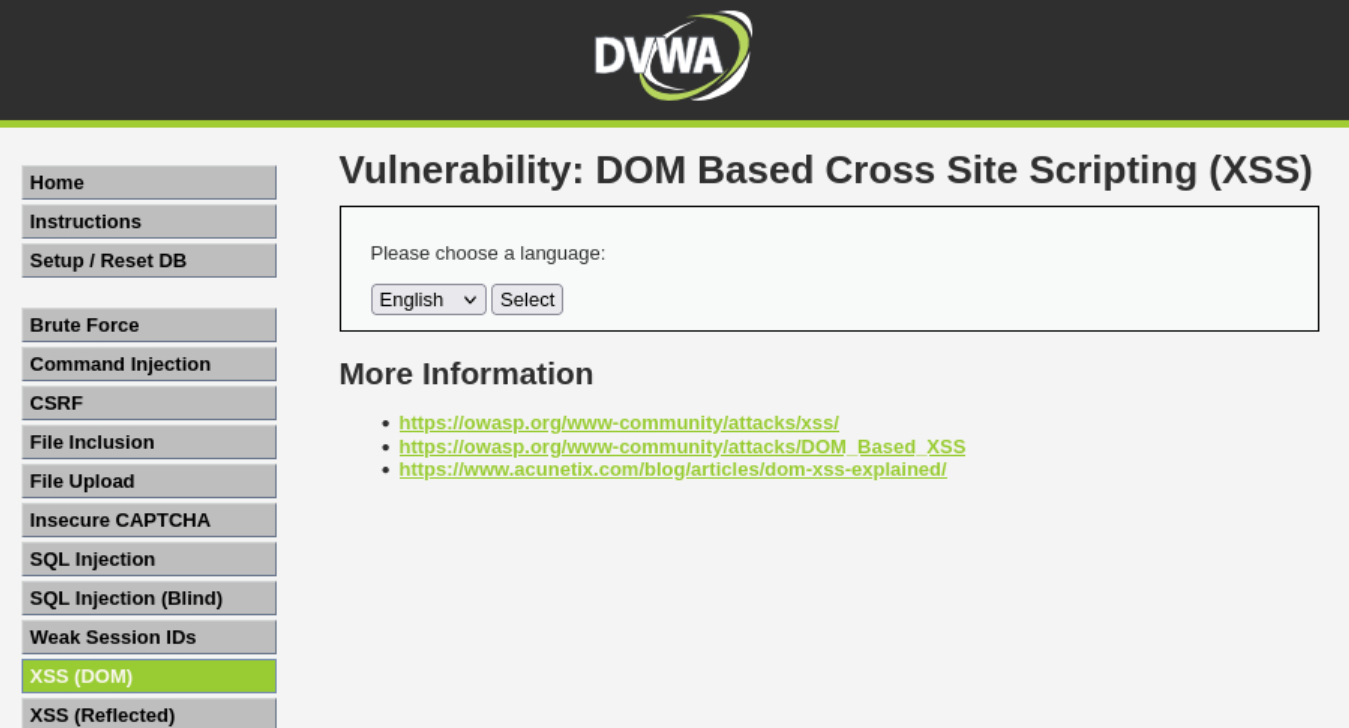 DVWA
Home
Instructions
Setup / Reset DB
Brute Force
Command Injection
CSRF
File Inclusion
File Upload
Insecure CAPTCHA
SQL Injection
SQL Injection (Blind)
Weak Session IDs
XSS (DOM)
XSS (Reflected)
Vulnerability: DOM Based Cross Site Scripting (XSS)
Please choose a language:
English Select
More Information
• https://owasp.org/www-community/attacks/xss/
• https://owasp.org/www-community/attacks/DOM_Based_XSS
• https://www.acunetix.com/blog/articles/dom-xss-explained/